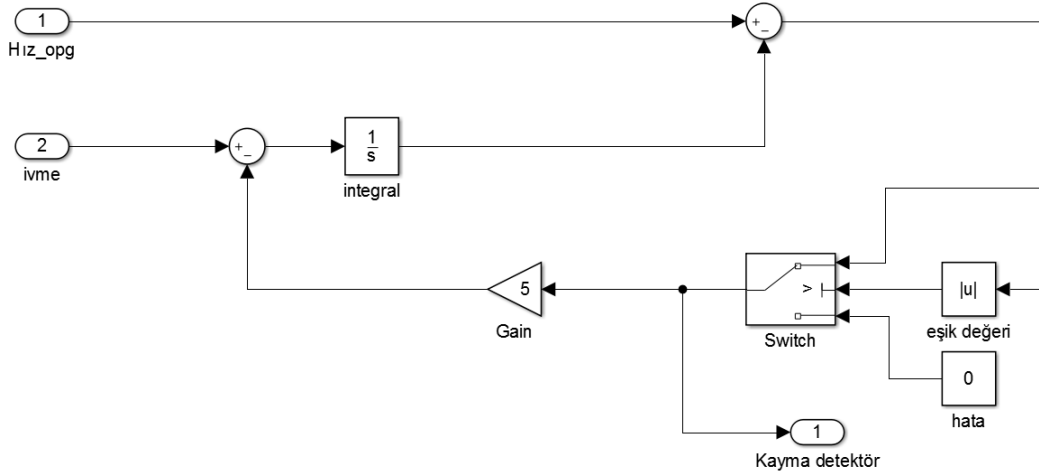 1
Hız_opg
+
−
2
ivme
+
−
1
s
integral
5
Gain
>
Switch
|u|
eşik değeri
0
hata
1
Kayma detektör